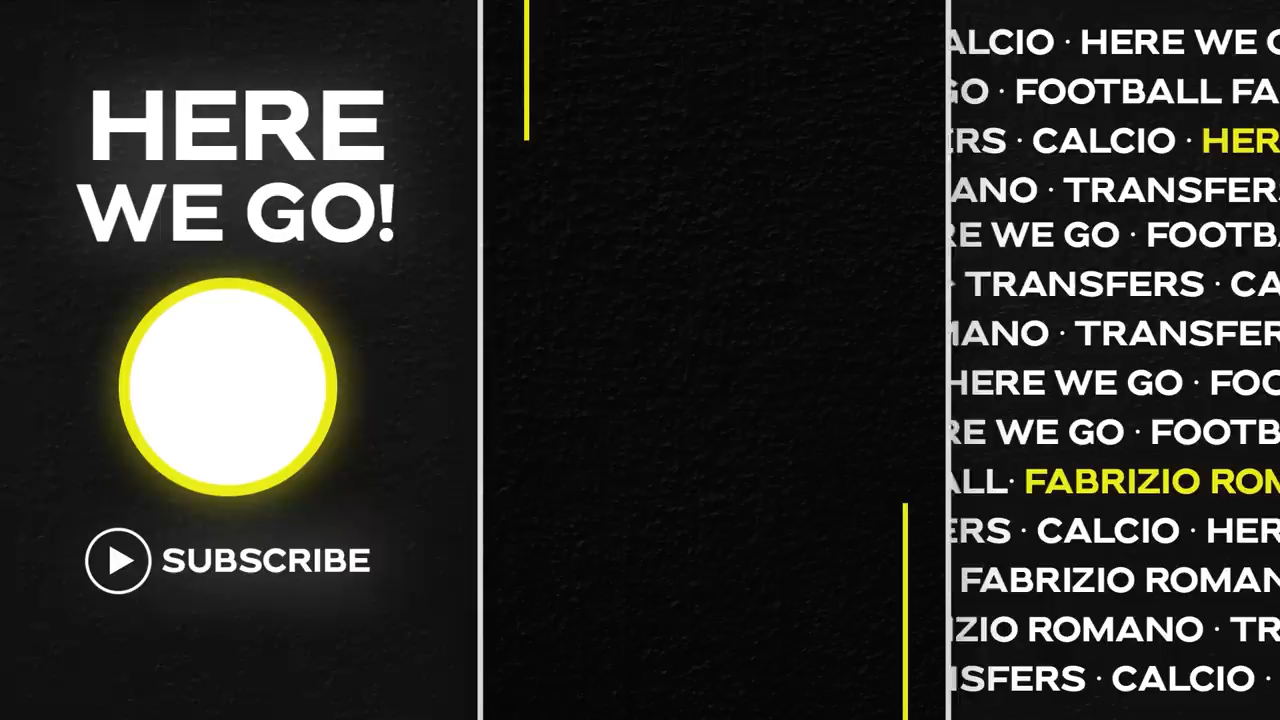 HERE
WE GO!
SUBSCRIBE
ALCIO · HERE WE G
GO · FOOTBALL FA
ERS · CALCIO · HER
ANO · TRANSFER
RE WE GO · FOOTBA
· TRANSFERS · CA
MANO · TRANSFER
HERE WE GO · FOO
RE WE GO · FOOTB
ALL· FABRIZIO ROM
ERS · CALCIO · HER
FABRIZIO ROMAN
IZIO ROMANO · TR
NSFERS · CALCIO ·